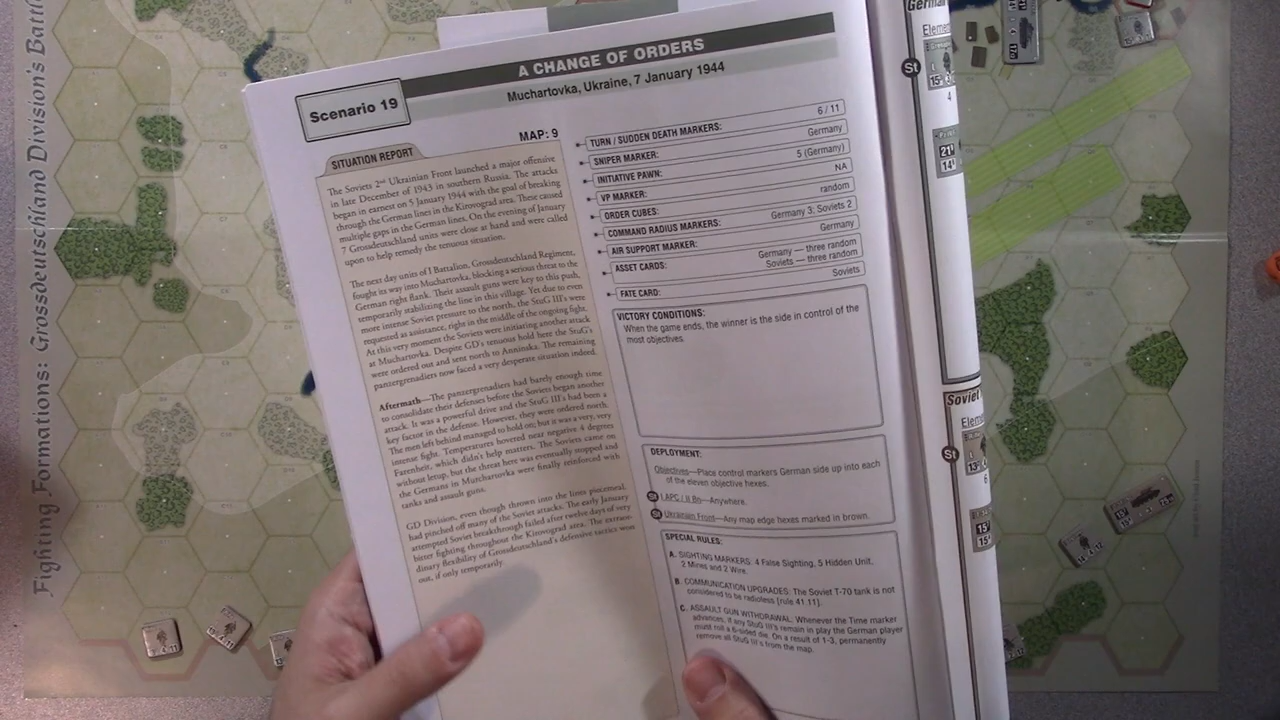 Fighting Formations: Grossdeutschland Division's Battl
Scenario 19
A CHANGE OF ORDERS
Muchartovka, Ukraine, 7 January 1944
MAP: 9
SITUATION REPORT
The Soviets 2nd Ukrainian Front launched a major offensive
in late December of 1943 in southern Russia. The attacks
began in earnest on 5 January 1944 with the goal of breaking
through the German lines in the Kirovograd area. These caused
multiple gaps in the German lines. On the evening of January
7 Grossdeutschland units were close at hand and were called
upon to help remedy the tenuous situation.
The next day units of I Battalion, Grossdeutschland Regiment,
fought its way into Muchartovka, blocking a serious threat to the
German right flank. Their assault guns were key to this push,
temporarily stabilizing the line in this village. Yet due to even
more intense Soviet pressure to the north, the StuG III's were
requested as assistance, right in the middle of the ongoing fight.
At this very moment the Soviets were initiating another attack
at Muchartovka. Despite GD's tenuous hold here the StuG's
were ordered out and sent north to Anninska. The remaining
panzergrenadiers now faced a very desperate situation indeed.
Aftermath—The panzergrenadiers had barely enough time
to consolidate their defenses before the Soviets began another
attack. It was a powerful drive and the StuG III's had been a
key factor in the defense. However, they were ordered north.
The men left behind managed to hold on; but it was a very, very
intense fight. Temperatures hovered near negative 4 degrees
Farenheit, which didn't help matters. The Soviets came on
without letup, but the threat here was eventually stopped and
the Germans in Mutchartovka were finally reinforced with
tanks and assault guns.
GD Division, even though thrown into the lines piecemeal,
had pinched off many of the Soviet attacks. The early January
attempted Soviet breakthrough failed after twelve days of very
bitter fighting throughout the Kirovograd area. The extraor-
dinary flexibility of Grossdeutschland's defensive tactics won
out, if only temporarily.
TURN / SUDDEN DEATH MARKERS: 6 / 11
SNIPER MARKER: Germany
INITIATIVE PAWN: 5 (Germany)
VP MARKER: NA
ORDER CUBES: random
COMMAND RADIUS MARKERS: Germany 3; Soviets 2
AIR SUPPORT MARKER: Germany
ASSET CARDS: Germany — three random
Soviets — three random
FATE CARD: Soviets
VICTORY CONDITIONS:
When the game ends, the winner is the side in control of the
most objectives.
DEPLOYMENT:
Objectives—Place control markers German side up into each
of the eleven objective hexes.
St I.APC / II Bn—Anywhere.
St Ukrainain Front—Any map edge hexes marked in brown.
SPECIAL RULES:
A. SIGHTING MARKERS: 4 False Sighting, 5 Hidden Unit,
2 Mines and 2 Wire.
B. COMMUNICATION UPGRADES: The Soviet T-70 tank is not
considered to be radioless [rule 41.11].
C. ASSAULT GUN WITHDRAWAL: Whenever the Time marker
advances, if any StuG III's remain in play the German player
must roll a 6-sided die. On a result of 1-3, permanently
remove all StuG III's from the map.
German
Eleme
St
4
21
14
Soviet
Elem
St
13
6
15
15